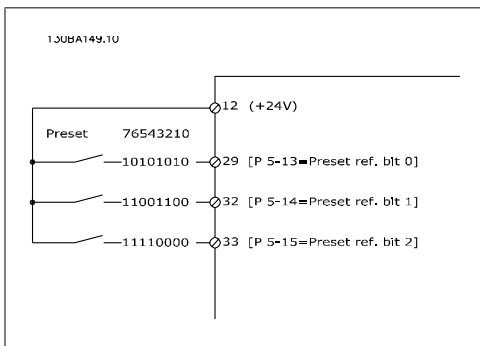 130BA149.10
12 (+24V)
Preset 76543210
10101010 29 [P 5-13=Preset ref. bit 0]
11001100 32 [P 5-14=Preset ref. bit 1]
11110000 33 [P 5-15=Preset ref. bit 2]